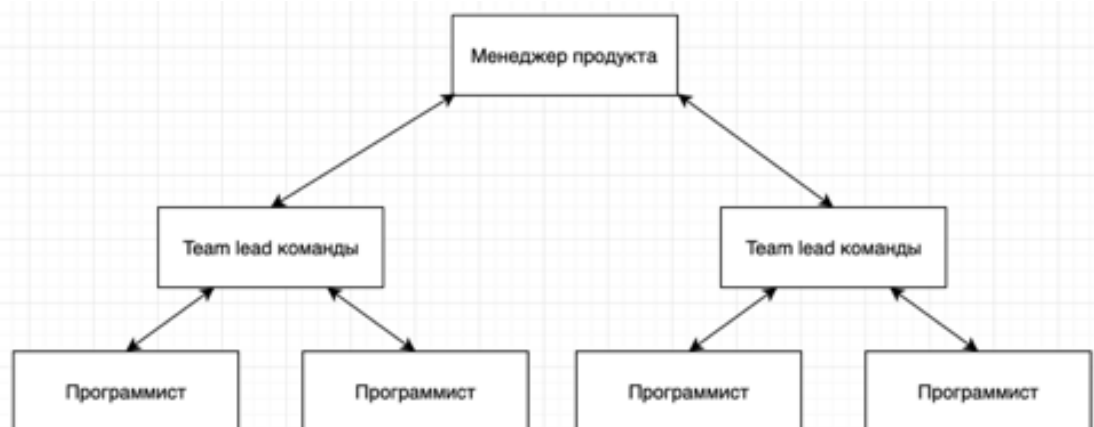 Менеджер продукта
Team lead команды
Team lead команды
Программист
Программист
Программист
Программист